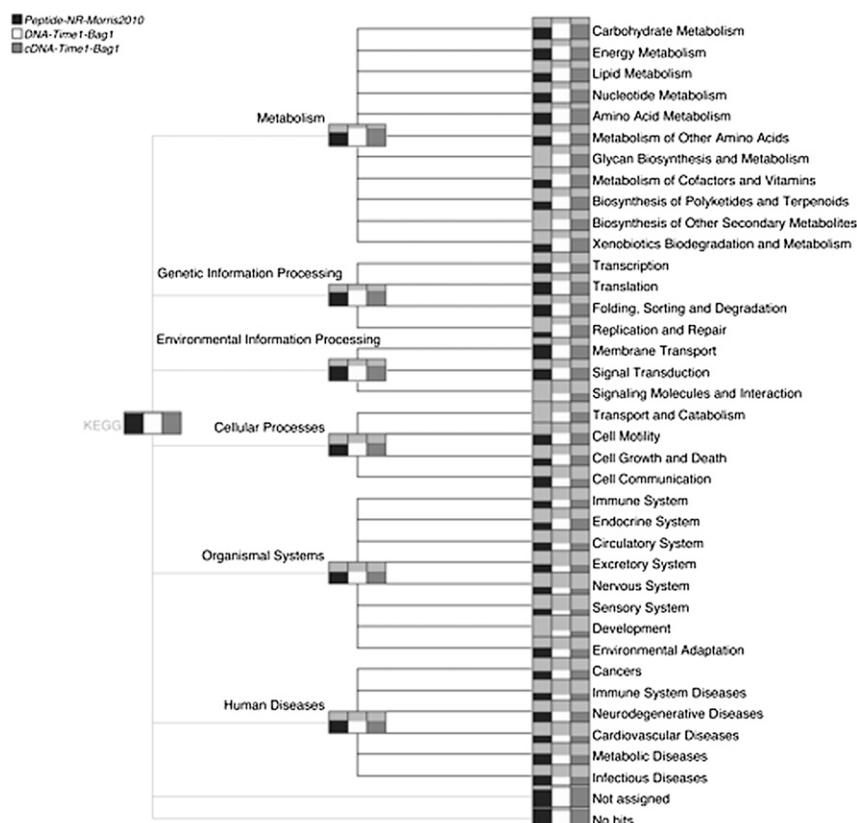 Peptide-NR-Morris2010
DNA-Time1-Bag1
cDNA-Time1-Bag1
KEGG
Metabolism
Carbohydrate Metabolism
Energy Metabolism
Lipid Metabolism
Nucleotide Metabolism
Amino Acid Metabolism
Metabolism of Other Amino Acids
Glycan Biosynthesis and Metabolism
Metabolism of Cofactors and Vitamins
Biosynthesis of Polyketides and Terpenoids
Biosynthesis of Other Secondary Metabolites
Xenobiotics Biodegradation and Metabolism
Genetic Information Processing
Transcription
Translation
Folding, Sorting and Degradation
Replication and Repair
Environmental Information Processing
Membrane Transport
Signal Transduction
Signaling Molecules and Interaction
Cellular Processes
Transport and Catabolism
Cell Motility
Cell Growth and Death
Cell Communication
Organismal Systems
Immune System
Endocrine System
Circulatory System
Excretory System
Nervous System
Sensory System
Development
Environmental Adaptation
Human Diseases
Cancers
Immune System Diseases
Neurodegenerative Diseases
Cardiovascular Diseases
Metabolic Diseases
Infectious Diseases
Not assigned
No hits